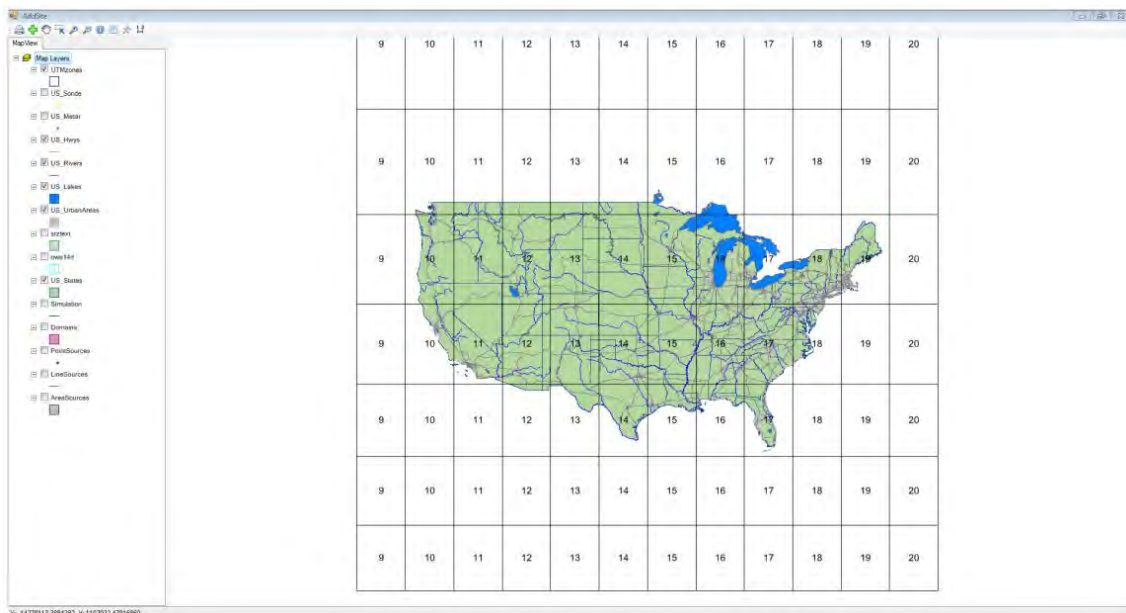 AddSite
MapView
Map Layers
UTMzones
US_Sonde
US_Metar
US_Hwys
US_Rivers
US_Lakes
US_UrbanAreas
US_States
Simulation
Domains
PointSources
LineSources
AreaSources
9 10 11 12 13 14 15 16 17 18 19 20
9 10 11 12 13 14 15 16 17 18 19 20
9 10 11 12 13 14 15 16 17 18 19 20
9 10 11 12 13 14 15 16 17 18 19 20
9 10 11 12 13 14 15 16 17 18 19 20
9 10 11 12 13 14 15 16 17 18 19 20
9 10 11 12 13 14 15 16 17 18 19 20